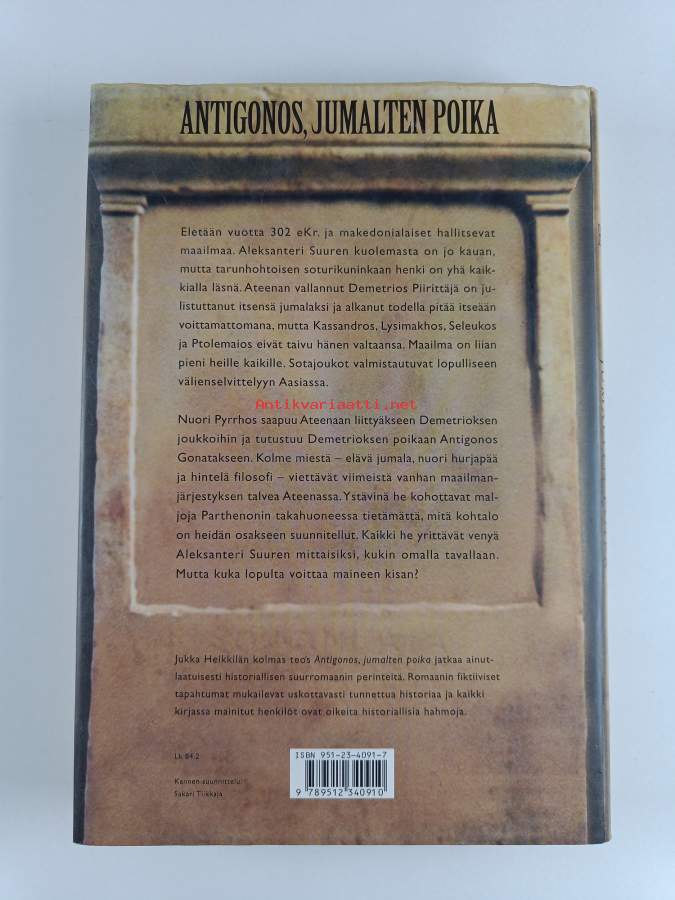 ANTIGONOS, JUMALTEN POIKA
Eletään vuotta 302 eKr. ja makedonialaiset hallitsevat
maailmaa. Aleksanteri Suuren kuolemasta on jo kauan,
mutta tarunhohtoisen soturikuninkaan henki on yhä kaik-
kialla läsnä. Ateenan vallannut Demetrios Piirittäjä on ju-
listuttanut itsensä jumalaksi ja alkanut todella pitää itseään
voittamattomana, mutta Kassandros, Lysimakhos, Seleukos
ja Ptolemaios eivät taivu hänen valtaansa. Maailma on liian
pieni heille kaikille. Sotajoukot valmistautuvat lopulliseen
välienselvittelyyn Aasiassa.
Antikvariaatti.net
Nuori Pyrrhos saapuu Ateenaan liittyäkseen Demetrioksen
joukkoihin ja tutustuu Demetrioksen poikaan Antigonos
Gonatakseen. Kolme miestä – elävä jumala, nuori hurjapää
ja hintelä filosofi – viettävät viimeistä vanhan maailman-
järjestyksen talvea Ateenassa. Ystävinä he kohottavat mal-
joja Parthenonin takahuoneessa tietämättä, mitä kohtalo
on heidän osakseen suunnitellut. Kaikki he yrittävät venyä
Aleksanteri Suuren mittaisiksi, kukin omalla tavallaan.
Mutta kuka lopulta voittaa maineen kisan?
Jukka Heikkilän kolmas teos Antigonos, jumalten poika jatkaa ainut-
laatuisesti historiallisen suurromaanin perinteitä. Romaanin fiktiiviset
tapahtumat mukailevat uskottavasti tunnettua historiaa ja kaikki
kirjassa mainitut henkilöt ovat oikeita historiallisia hahmoja.
Lk 84.2
Kannen suunnittelu
Sakari Tiikkaja
ISBN 951-23-4091-7
9 789512 340910